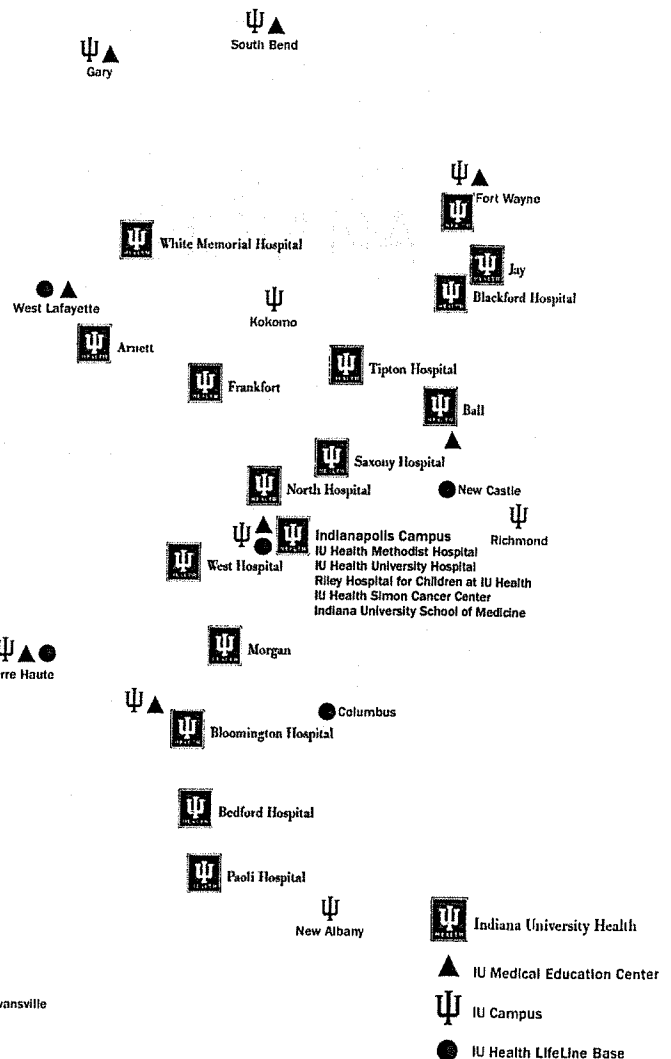 South Bend
Gary
Fort Wayne
White Memorial Hospital
Jay
Blackford Hospital
West Lafayette
Kokomo
Arnett
Tipton Hospital
Frankfort
Ball
Saxony Hospital
North Hospital
New Castle
Richmond
Indianapolis Campus
IU Health Methodist Hospital
IU Health University Hospital
Riley Hospital for Children at IU Health
IU Health Simon Cancer Center
Indiana University School of Medicine
West Hospital
Morgan
rre Haute
Columbus
Bloomington Hospital
Bedford Hospital
Paoli Hospital
New Albany
Indiana University Health
IU Medical Education Center
IU Campus
vansville
IU Health LifeLine Base